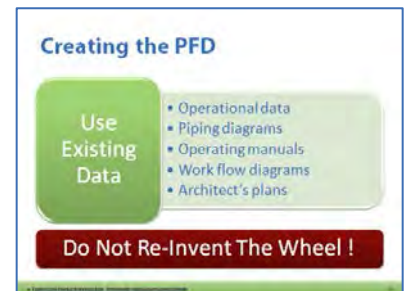 Creating the PFD
Use
Existing
Data
• Operational data
• Piping diagrams
• Operating manuals
• Work flow diagrams
• Architect's plans
Do Not Re-Invent The Wheel !